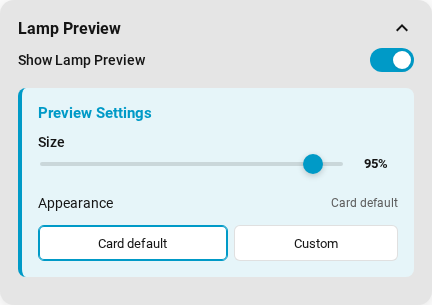 Lamp Preview
Show Lamp Preview
Preview Settings
Size
95%
Appearance
Card default
Card default
Custom